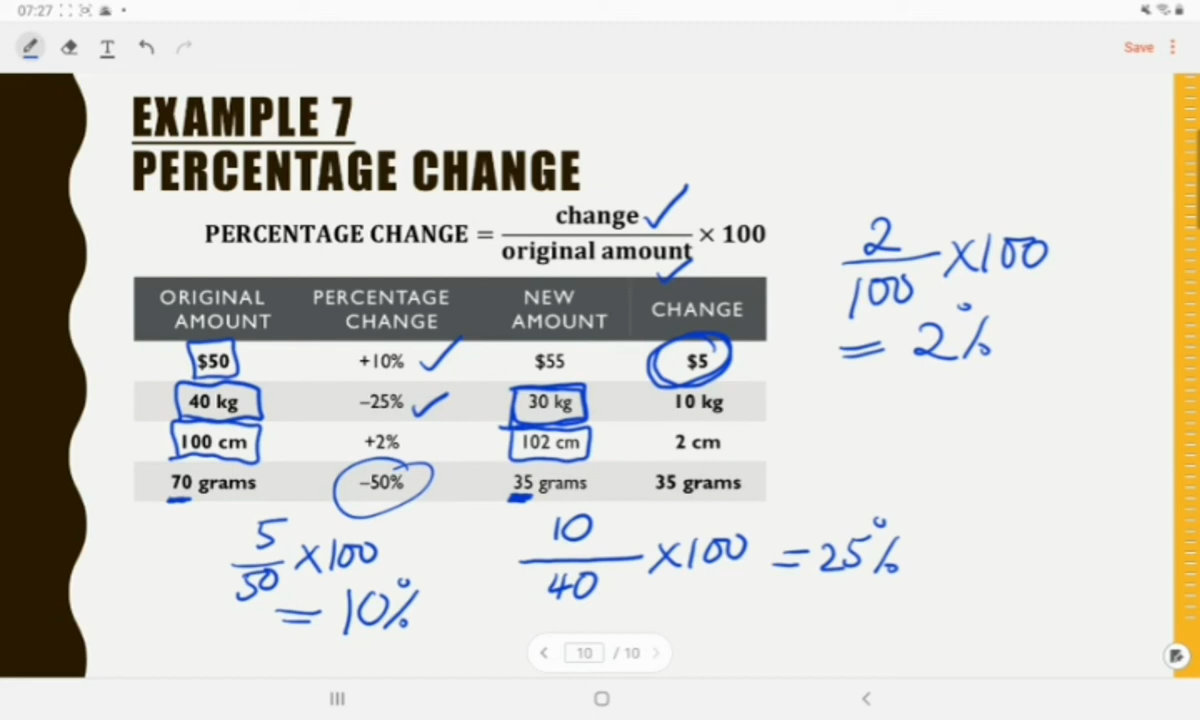 07:27
T
Save
EXAMPLE 7
PERCENTAGE CHANGE
PERCENTAGE CHANGE = change / original amount × 100
ORIGINAL AMOUNT PERCENTAGE CHANGE NEW AMOUNT CHANGE
$50 +10% $55 $5
40 kg –25% 30 kg 10 kg
100 cm +2% 102 cm 2 cm
70 grams –50% 35 grams 35 grams
2/100 ×100
= 2%
5/50 ×100
= 10%
10/40 ×100 = 25%
< 10 / 10 >